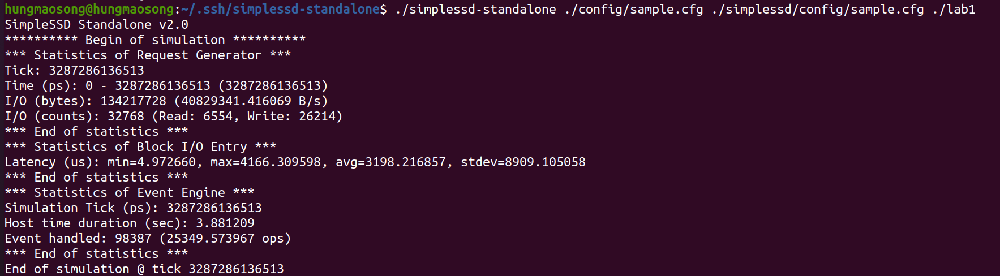 hungmaosong@hungmaosong:~/.ssh/simplessd-standalone$ ./simplessd-standalone ./config/sample.cfg ./simplessd/config/sample.cfg ./lab1
SimpleSSD Standalone v2.0
********** Begin of simulation **********
*** Statistics of Request Generator ***
Tick: 3287286136513
Time (ps): 0 - 3287286136513 (3287286136513)
I/O (bytes): 134217728 (40829341.416069 B/s)
I/O (counts): 32768 (Read: 6554, Write: 26214)
*** End of statistics ***
*** Statistics of Block I/O Entry ***
Latency (us): min=4.972660, max=4166.309598, avg=3198.216857, stdev=8909.105058
*** End of statistics ***
*** Statistics of Event Engine ***
Simulation Tick (ps): 3287286136513
Host time duration (sec): 3.881209
Event handled: 98387 (25349.573967 ops)
*** End of statistics ***
End of simulation @ tick 3287286136513